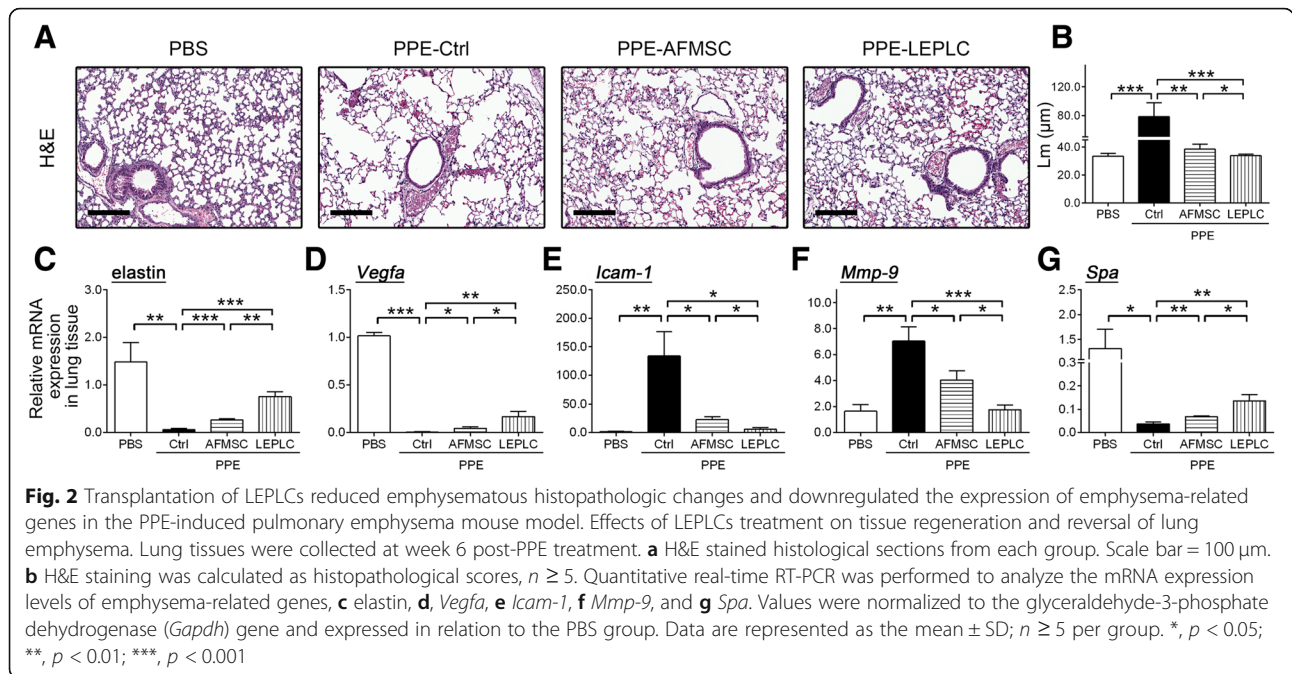 A
PBS
PPE-Ctrl
PPE-AFMSC
PPE-LEPLC
H&E
B
Lm (µm)
100.0
80.0
40.0
20.0
0.0
***
*** ** *
PBS Ctrl AFMSC LEPLC
PPE
C
elastin
Relative mRNA
expression
in lung tissue
3.0
2.0
1.0
0.0
***
** *** **
PBS Ctrl AFMSC LEPLC
PPE
D
Vegfa
1.5
1.0
0.5
0.0
**
*** * *
PBS Ctrl AFMSC LEPLC
PPE
E
Icam-1
250.0
200.0
150.0
100.0
50.0
0.0
*
** * *
PBS Ctrl AFMSC LEPLC
PPE
F
Mmp-9
10.0
8.0
6.0
4.0
2.0
0.0
***
** * *
PBS Ctrl AFMSC LEPLC
PPE
G
Spa
1.5
1.0
0.3
0.2
0.1
0.0
**
* ** *
PBS Ctrl AFMSC LEPLC
PPE
Fig. 2 Transplantation of LEPLCs reduced emphysematous histopathologic changes and downregulated the expression of emphysema-related
genes in the PPE-induced pulmonary emphysema mouse model. Effects of LEPLCs treatment on tissue regeneration and reversal of lung
emphysema. Lung tissues were collected at week 6 post-PPE treatment. a H&E stained histological sections from each group. Scale bar = 100 µm.
b H&E staining was calculated as histopathological scores, n ≥ 5. Quantitative real-time RT-PCR was performed to analyze the mRNA expression
levels of emphysema-related genes, c elastin, d, Vegfa, e Icam-1, f Mmp-9, and g Spa. Values were normalized to the glyceraldehyde-3-phosphate
dehydrogenase (Gapdh) gene and expressed in relation to the PBS group. Data are represented as the mean ± SD; n ≥ 5 per group. *, p < 0.05;
**, p < 0.01; ***, p < 0.001